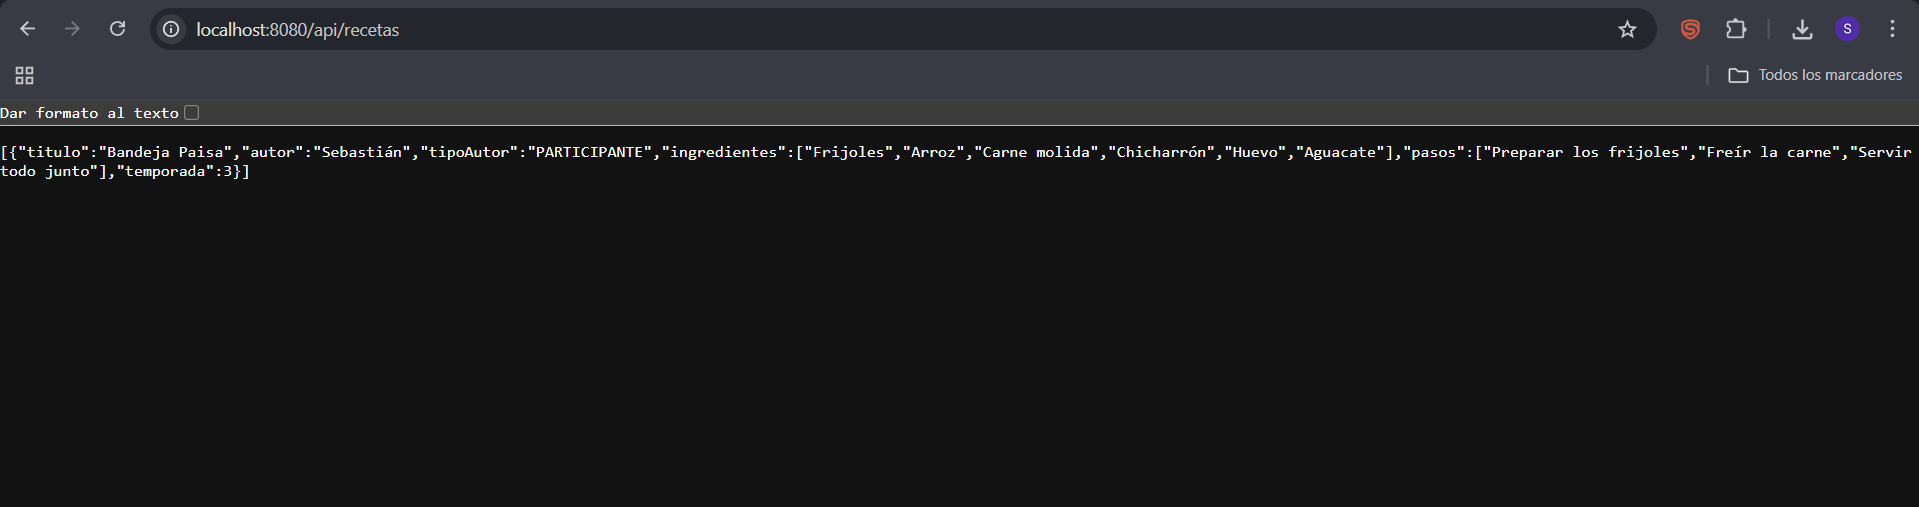 localhost:8080/api/recetas
S
Todos los marcadores
Dar formato al texto
[{"titulo":"Bandeja Paisa","autor":"Sebastián","tipoAutor":"PARTICIPANTE","ingredientes":["Frijoles","Arroz","Carne molida","Chicharrón","Huevo","Aguacate"],"pasos":["Preparar los frijoles","Freír la carne","Servir
todo junto"],"temporada":3}]